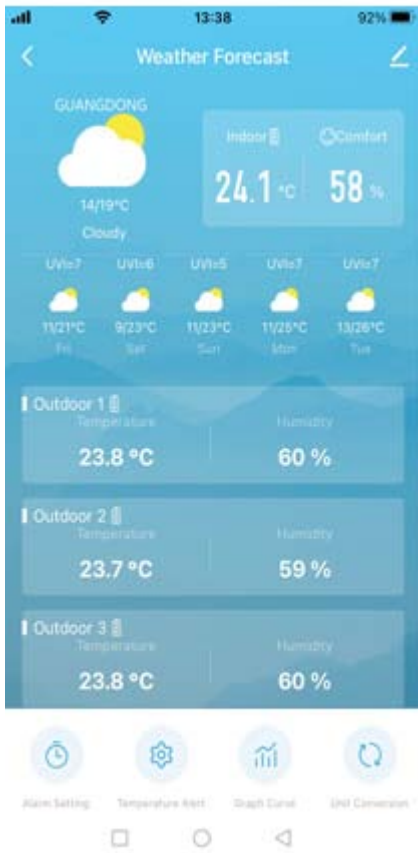 13:38
92%
Weather Forecast
GUANGDONG
14/19°C
Cloudy
Indoor
24.1 °C
Comfort
58 %
UVI=7 UVI=6 UVI=5 UVI=7 UVI=7
11/21°C 9/23°C 11/23°C 11/25°C 13/26°C
Fri Sat Sun Mon Tue
Outdoor 1
Temperature Humidity
23.8 °C 60 %
Outdoor 2
Temperature Humidity
23.7 °C 59 %
Outdoor 3
Temperature Humidity
23.8 °C 60 %
Alarm Setting Temperature Alert Graph Curve Unit Conversion